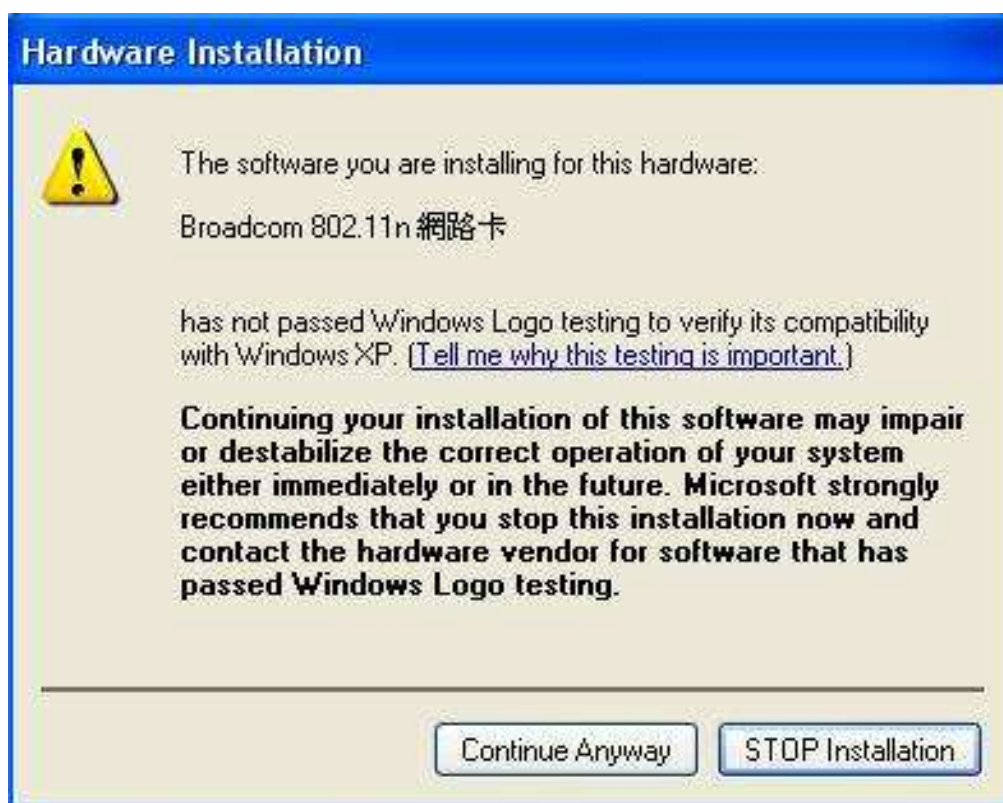 Hardware Installation
The software you are installing for this hardware:
Broadcom 802.11n 網路卡
has not passed Windows Logo testing to verify its compatibility
with Windows XP. (Tell me why this testing is important.)
Continuing your installation of this software may impair
or destabilize the correct operation of your system
either immediately or in the future. Microsoft strongly
recommends that you stop this installation now and
contact the hardware vendor for software that has
passed Windows Logo testing.
Continue Anyway
STOP Installation